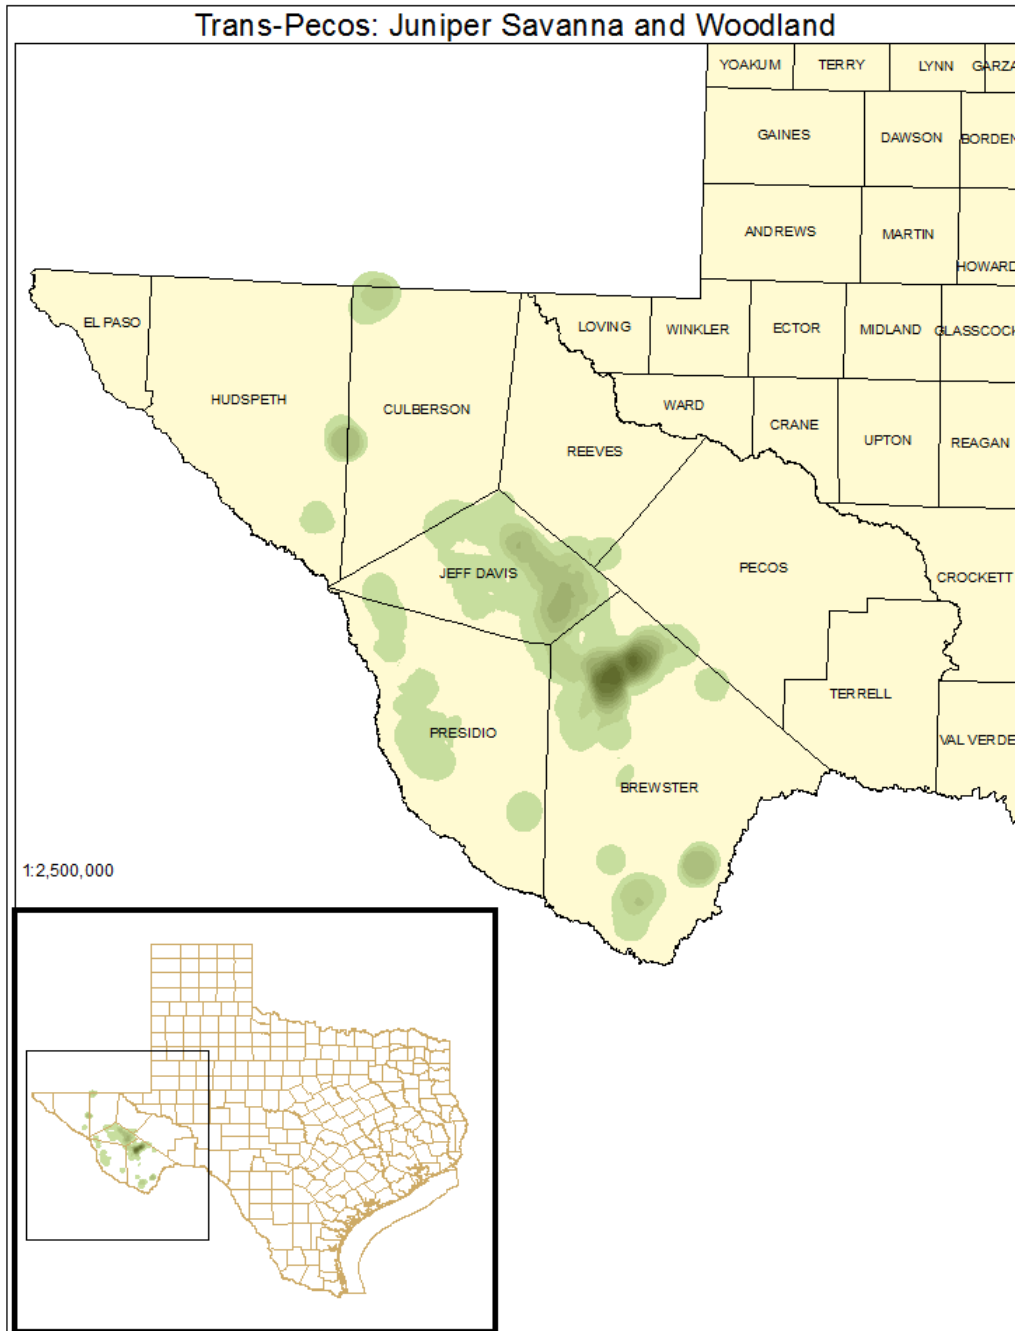 Trans-Pecos: Juniper Savanna and Woodland
YOAKUM
TERRY
LYNN
GARZA
GAINES
DAWSON
BORDEN
ANDREWS
MARTIN
HOWARD
EL PASO
LOVING
WINKLER
ECTOR
MIDLAND
GLASSCOCK
HUDSPETH
CULBERSON
WARD
CRANE
UPTON
REAGAN
REEVES
JEFF DAVIS
PECOS
CROCKETT
TERRELL
PRESIDIO
VAL VERDE
BREWSTER
1:2,500,000